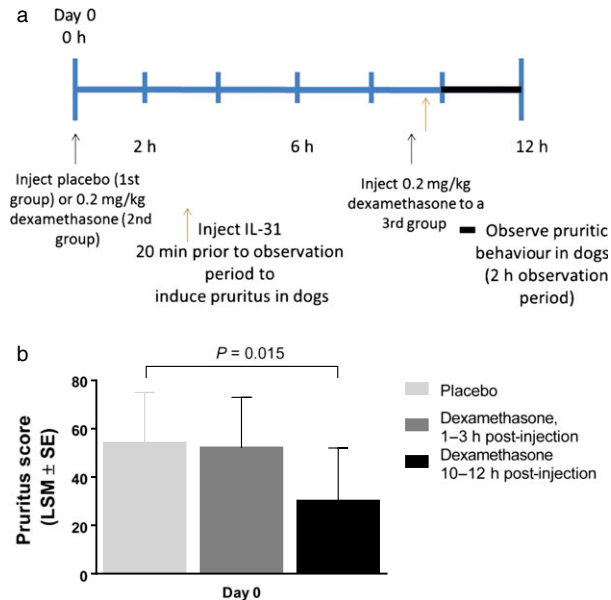 a
Day 0
0 h
2 h
6 h
12 h
Inject placebo (1st
group) or 0.2 mg/kg
dexamethasone (2nd
group)
Inject IL-31
20 min prior to observation
period to
induce pruritus in dogs
Inject 0.2 mg/kg
dexamethasone to a
3rd group
Observe pruritic
behaviour in dogs
(2 h observation
period)
b
P = 0.015
Pruritus score
(LSM ± SE)
80
60
40
20
0
Day 0
Placebo
Dexamethasone,
1–3 h post-injection
Dexamethasone
10–12 h post-injection